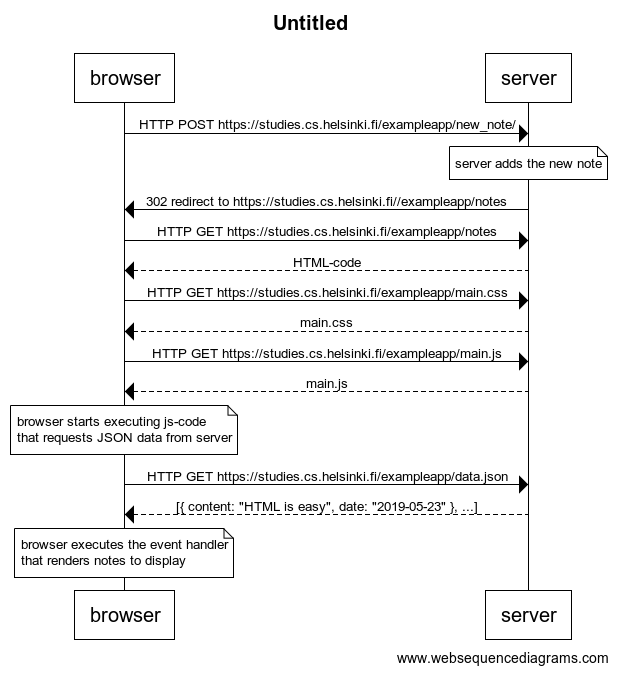 Untitled
browser
server
HTTP POST https://studies.cs.helsinki.fi/exampleapp/new_note/
server adds the new note
302 redirect to https://studies.cs.helsinki.fi//exampleapp/notes
HTTP GET https://studies.cs.helsinki.fi/exampleapp/notes
HTML-code
HTTP GET https://studies.cs.helsinki.fi/exampleapp/main.css
main.css
HTTP GET https://studies.cs.helsinki.fi/exampleapp/main.js
main.js
browser starts executing js-code
that requests JSON data from server
HTTP GET https://studies.cs.helsinki.fi/exampleapp/data.json
[{ content: "HTML is easy", date: "2019-05-23" }, ...]
browser executes the event handler
that renders notes to display
browser
server
www.websequencediagrams.com